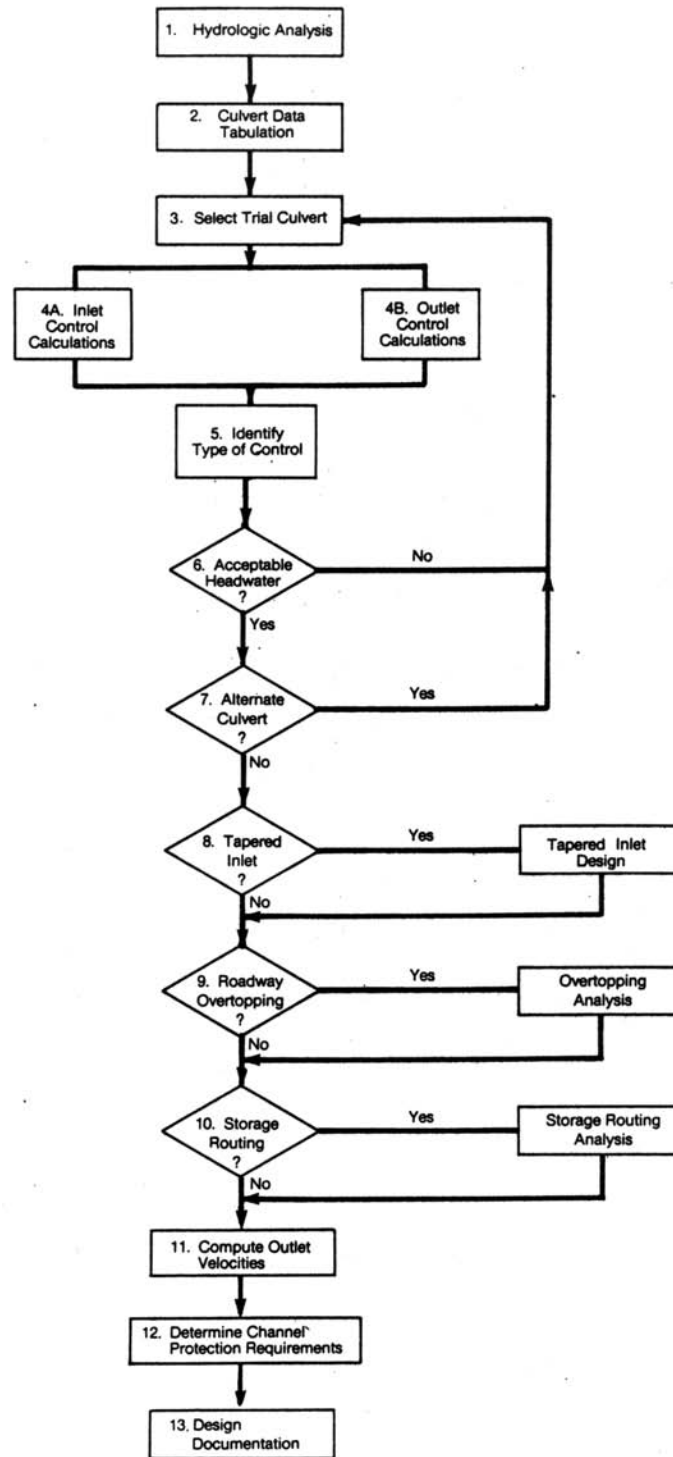 1. Hydrologic Analysis
2. Culvert Data
Tabulation
3. Select Trial Culvert
4A. Inlet
Control
Calculations
4B. Outlet
Control
Calculations
5. Identify
Type of Control
6. Acceptable
Headwater
?
No
Yes
7. Alternate
Culvert
?
Yes
No
8. Tapered
Inlet
?
Yes
Tapered Inlet
Design
No
9. Roadway
Overtopping
?
Yes
Overtopping
Analysis
No
10. Storage
Routing
?
Yes
Storage Routing
Analysis
No
11. Compute Outlet
Velocities
12. Determine Channel
Protection Requirements
13. Design
Documentation